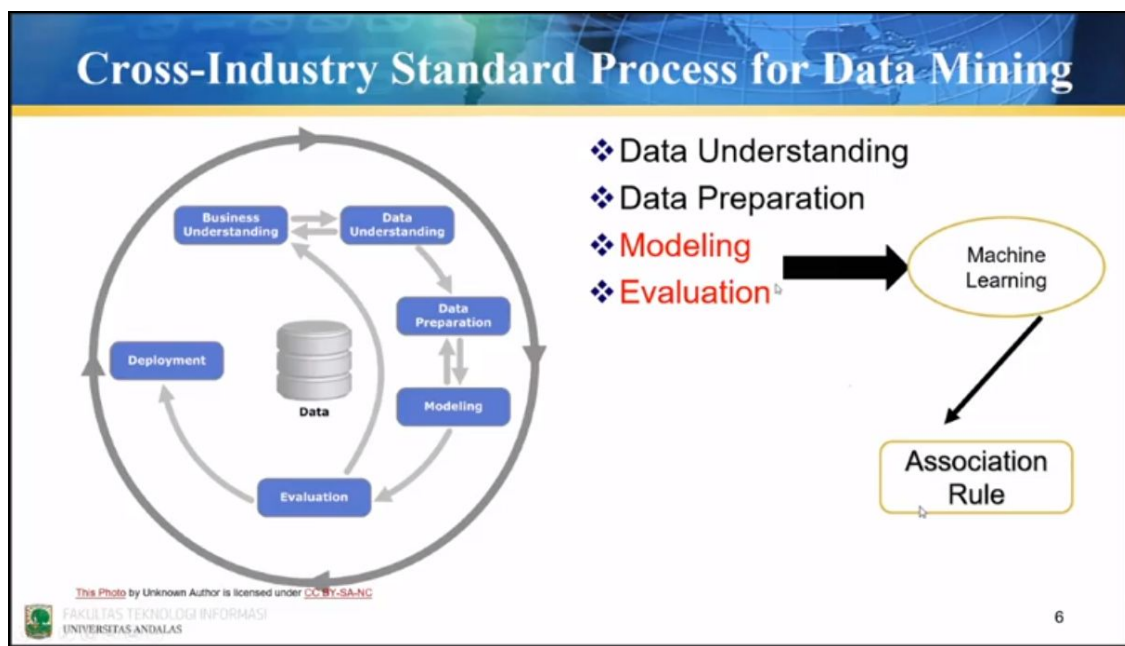 Cross-Industry Standard Process for Data Mining
Business
Understanding
Data
Understanding
Data
Preparation
Modeling
Evaluation
Deployment
Data
❖ Data Understanding
❖ Data Preparation
❖ Modeling
❖ Evaluation
Machine
Learning
Association
Rule
This Photo by Unknown Author is licensed under CC BY-SA-NC
FAKULTAS TEKNOLOGI INFORMASI
UNIVERSITAS ANDALAS
6